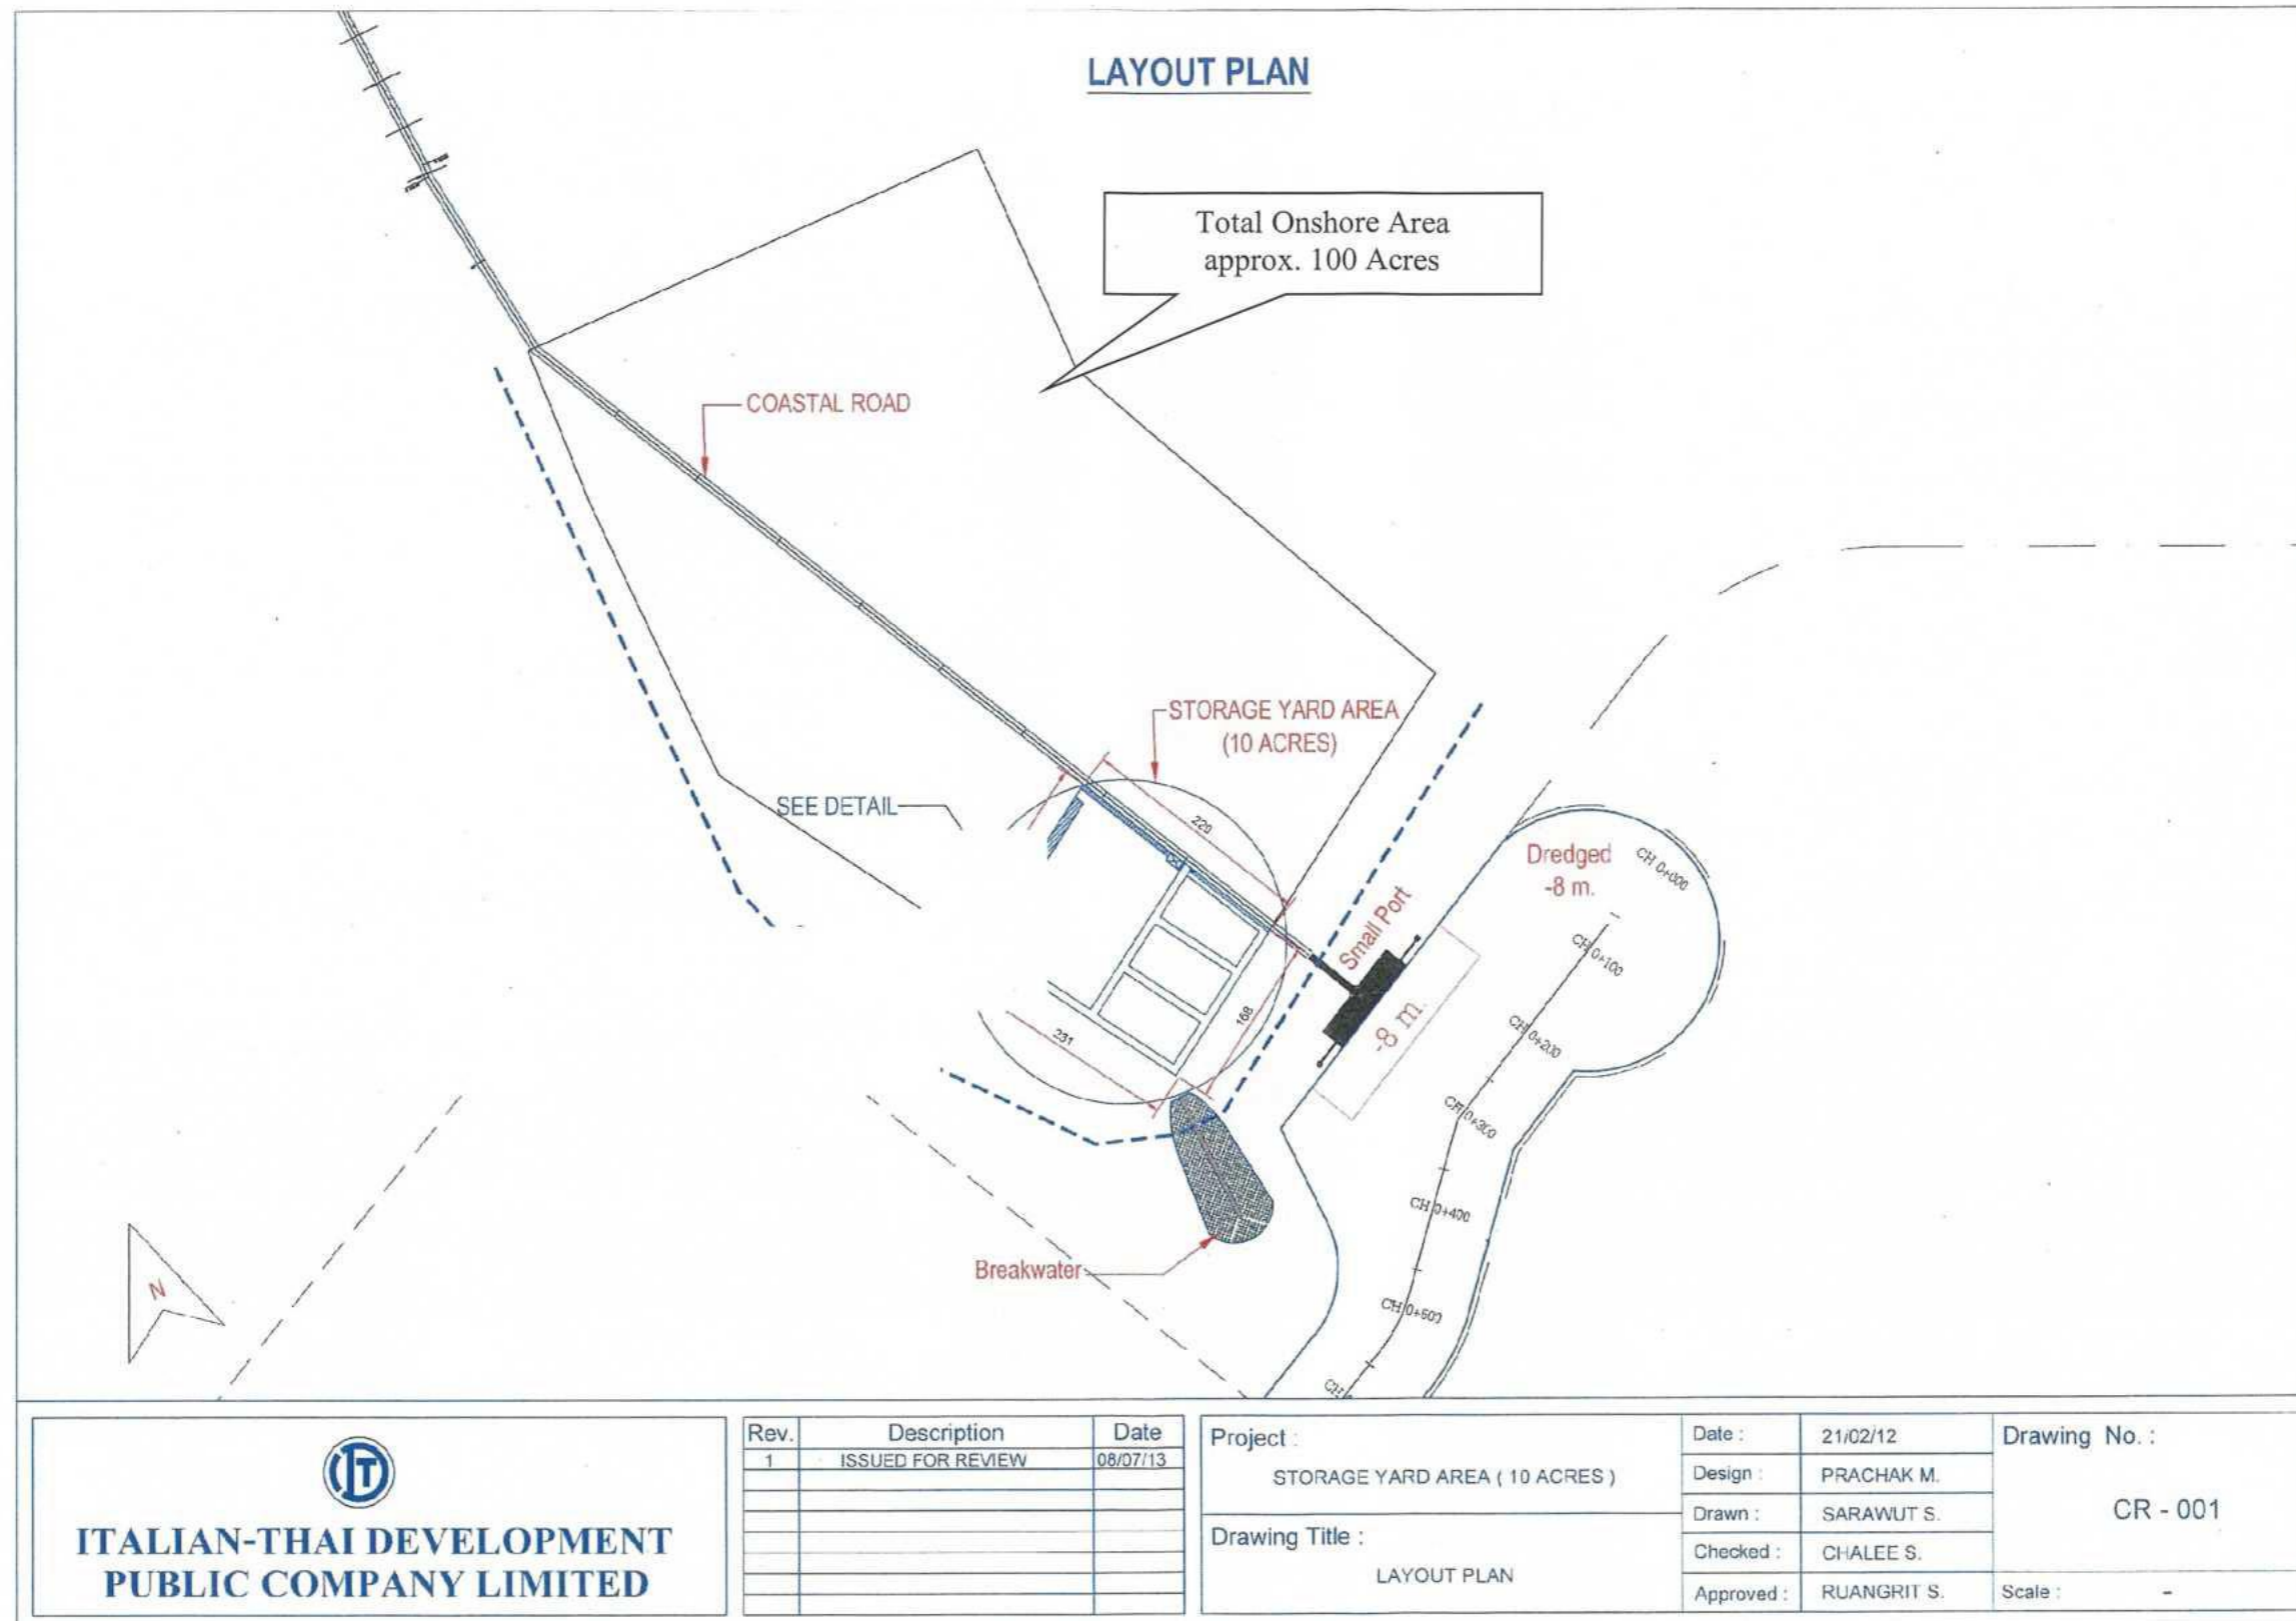 LAYOUT PLAN
Total Onshore Area
approx. 100 Acres
COASTAL ROAD
STORAGE YARD AREA
(10 ACRES)
SEE DETAIL
220
168
231
Small Port
Dredged
-8 m.
-8 m.
CH 0+000
CH 0+100
CH 0+200
CH 0+300
CH 0+400
CH 0+500
CH
Breakwater
N
ITALIAN-THAI DEVELOPMENT
PUBLIC COMPANY LIMITED
Rev. Description Date
1 ISSUED FOR REVIEW 08/07/13
Project :
STORAGE YARD AREA ( 10 ACRES )
Drawing Title :
LAYOUT PLAN
Date : 21/02/12
Design : PRACHAK M.
Drawn : SARAWUT S.
Checked : CHALEE S.
Approved : RUANGRIT S.
Drawing No. :
CR - 001
Scale : -